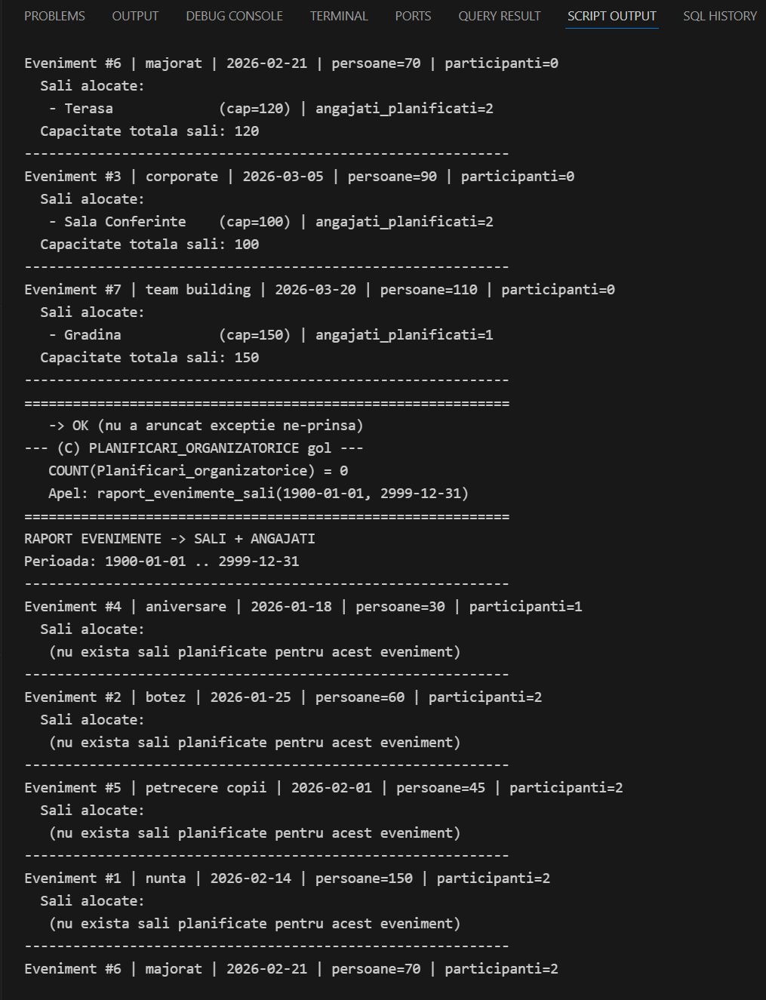 PROBLEMS OUTPUT DEBUG CONSOLE TERMINAL PORTS QUERY RESULT SCRIPT OUTPUT SQL HISTORY
Eveniment #6 | majorat | 2026-02-21 | persoane=70 | participanti=0
  Sali alocate:
   - Terasa             (cap=120) | angajati_planificati=2
  Capacitate totala sali: 120
------------------------------------------------------------
Eveniment #3 | corporate | 2026-03-05 | persoane=90 | participanti=0
  Sali alocate:
   - Sala Conferinte    (cap=100) | angajati_planificati=2
  Capacitate totala sali: 100
------------------------------------------------------------
Eveniment #7 | team building | 2026-03-20 | persoane=110 | participanti=0
  Sali alocate:
   - Gradina            (cap=150) | angajati_planificati=1
  Capacitate totala sali: 150
------------------------------------------------------------
============================================================
   -> OK (nu a aruncat exceptie ne-prinsa)
--- (C) PLANIFICARI_ORGANIZATORICE gol ---
   COUNT(Planificari_organizatorice) = 0
   Apel: raport_evenimente_sali(1900-01-01, 2999-12-31)
============================================================
RAPORT EVENIMENTE -> SALI + ANGAJATI
Perioada: 1900-01-01 .. 2999-12-31
------------------------------------------------------------
Eveniment #4 | aniversare | 2026-01-18 | persoane=30 | participanti=1
  Sali alocate:
   (nu exista sali planificate pentru acest eveniment)
------------------------------------------------------------
Eveniment #2 | botez | 2026-01-25 | persoane=60 | participanti=2
  Sali alocate:
   (nu exista sali planificate pentru acest eveniment)
------------------------------------------------------------
Eveniment #5 | petrecere copii | 2026-02-01 | persoane=45 | participanti=2
  Sali alocate:
   (nu exista sali planificate pentru acest eveniment)
------------------------------------------------------------
Eveniment #1 | nunta | 2026-02-14 | persoane=150 | participanti=2
  Sali alocate:
   (nu exista sali planificate pentru acest eveniment)
------------------------------------------------------------
Eveniment #6 | majorat | 2026-02-21 | persoane=70 | participanti=2